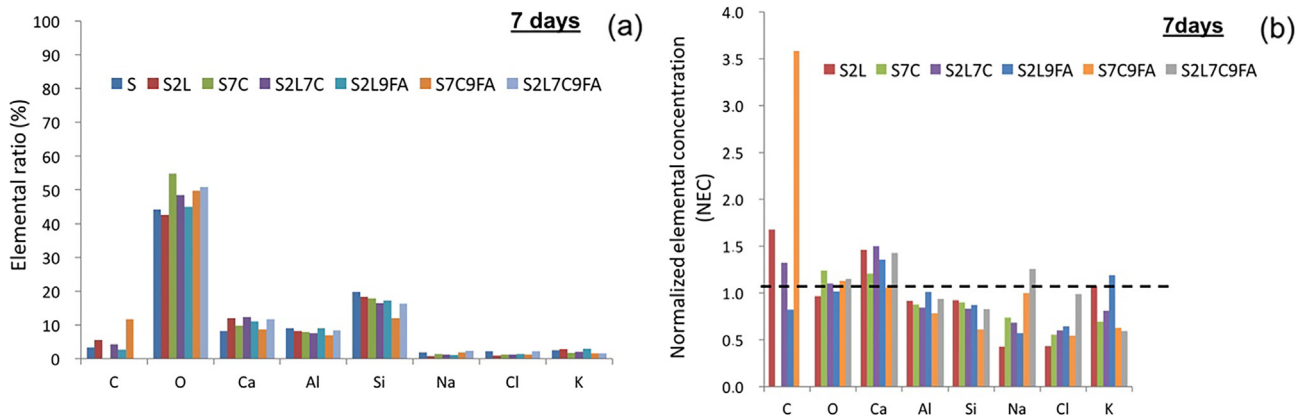 7 days (a)
Elemental ratio (%)
100
90
80
70
60
50
40
30
20
10
0
S S2L S7C S2L7C S2L9FA S7C9FA S2L7C9FA
C O Ca Al Si Na Cl K
7days (b)
Normalized elemental concentration
(NEC)
4.0
3.5
3.0
2.5
2.0
1.5
1.0
0.5
0.0
S2L S7C S2L7C S2L9FA S7C9FA S2L7C9FA
C O Ca Al Si Na Cl K